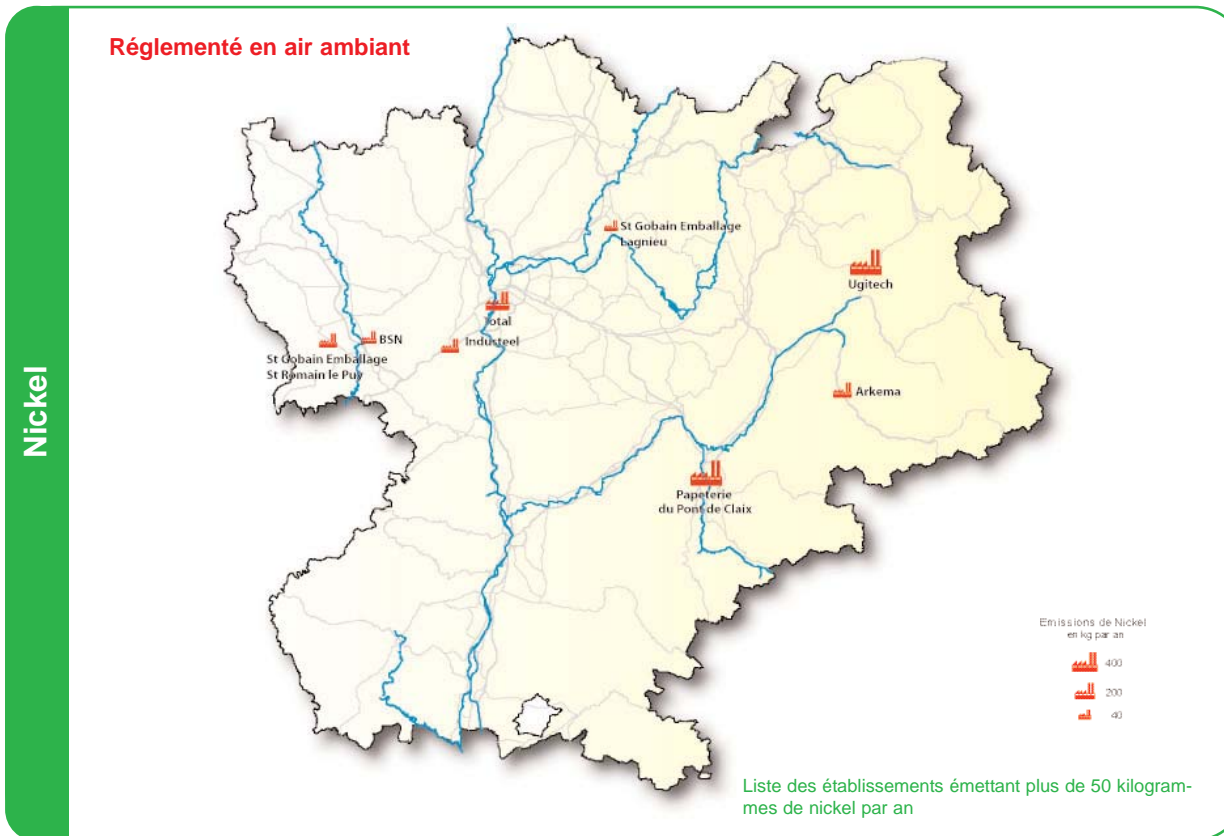 Nickel
Réglementé en air ambiant
St Gobain Emballage
Lagnieu
Ugitech
Total
Industeel
BSN
St Gobain Emballage
St Romain le Puy
Arkema
Papeterie
du Pont de Claix
Emissions de Nickel
en kg par an
400
200
40
Liste des établissements émettant plus de 50 kilogram-
mes de nickel par an